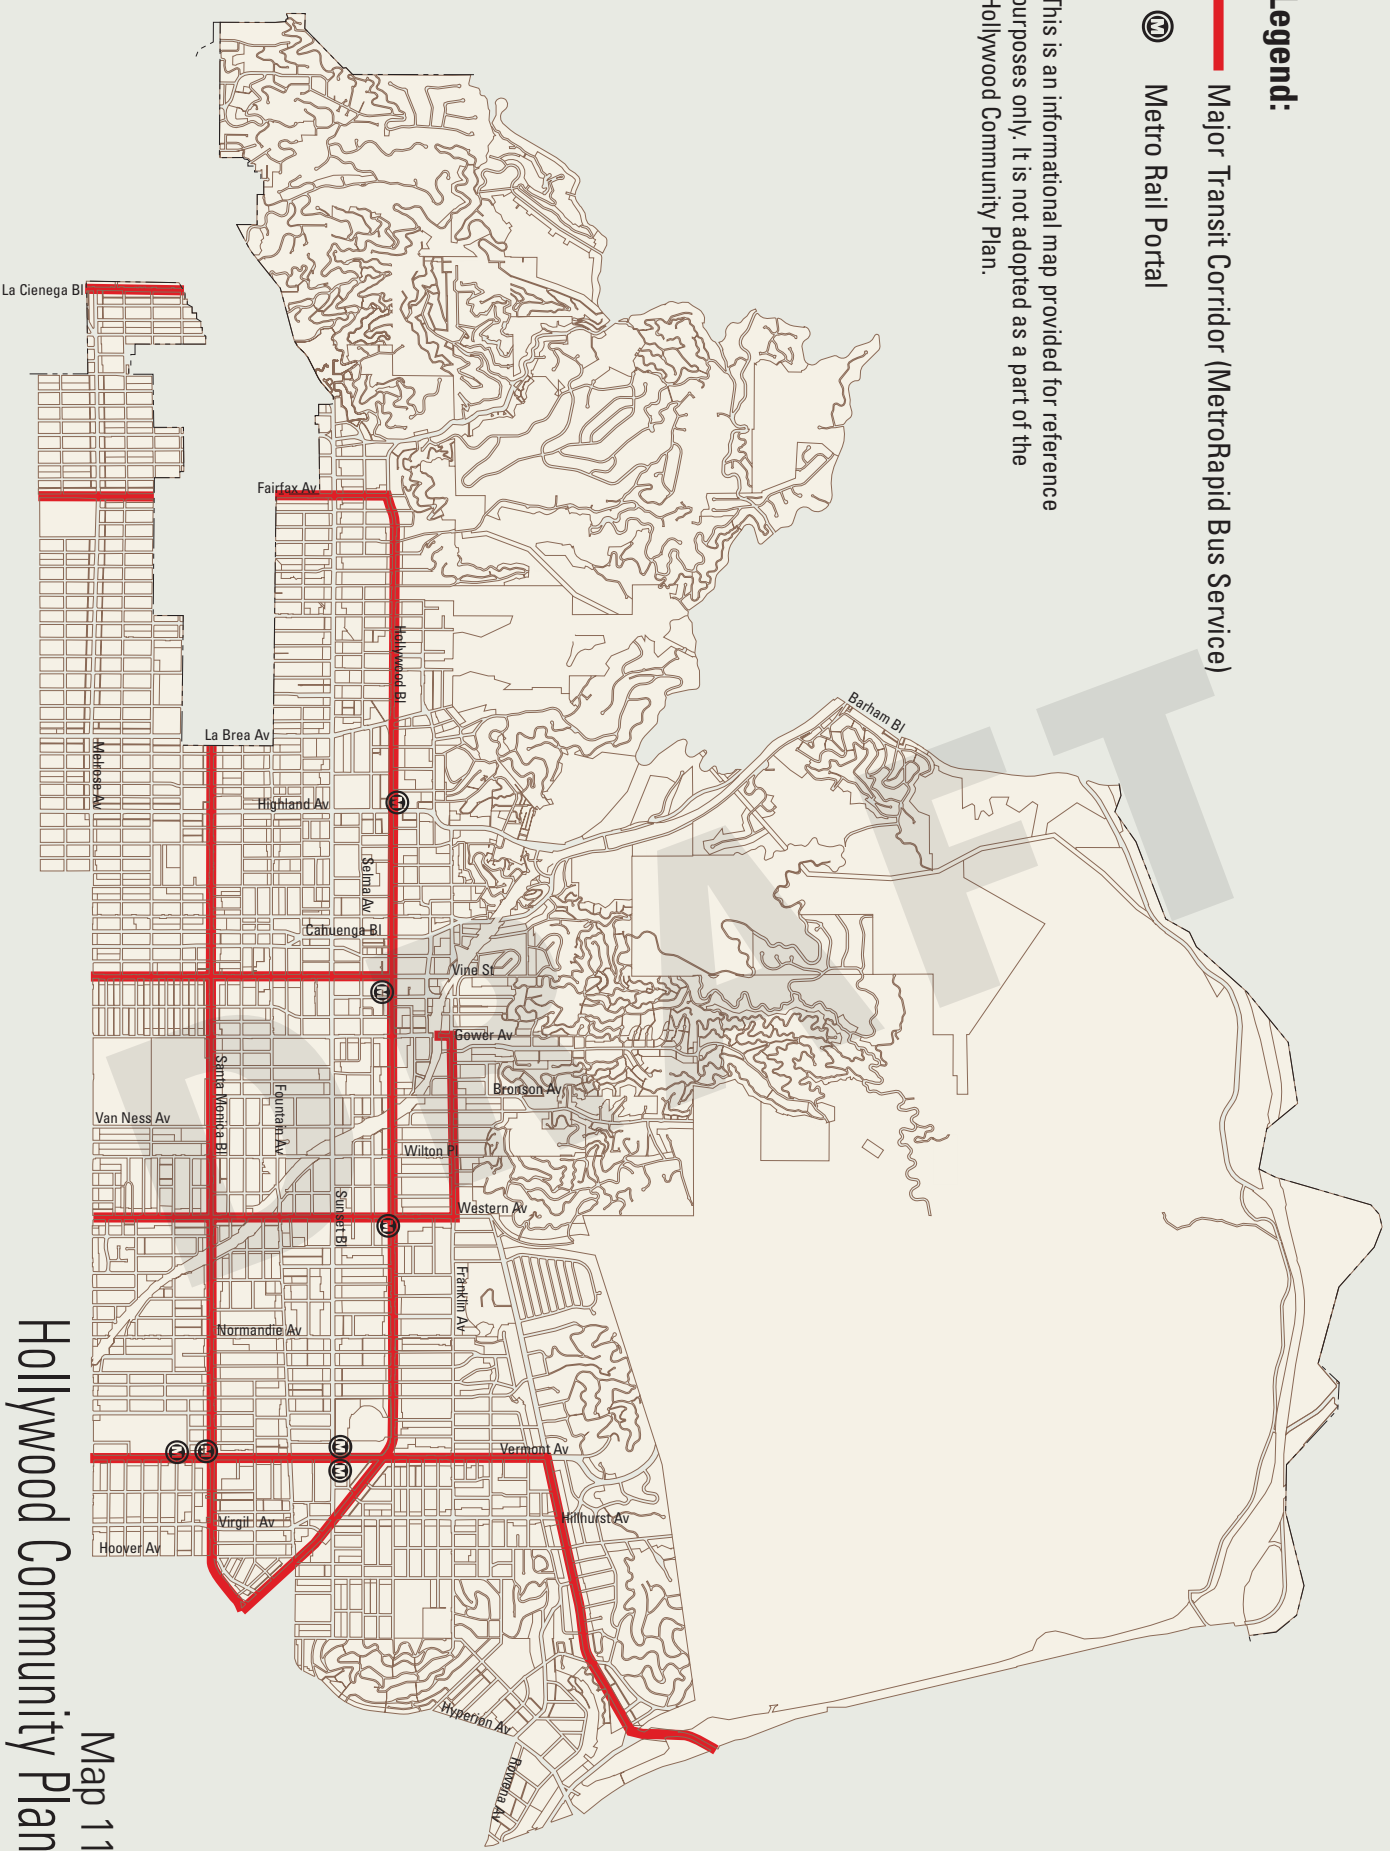 Legend:
Major Transit Corridor (MetroRapid Bus Service)
M Metro Rail Portal
This is an informational map provided for reference
purposes only. It is not adopted as a part of the
Hollywood Community Plan.
DRAFT
Barham Bl
La Cienega Bl
Fairfax Av
Hollywood Bl
La Brea Av
Melrose Av
Highland Av
M
Selma Av
Cahuenga Bl
Vine St
M
Gower Av
Santa Monica Bl
Fountain Av
Bronson Av
Van Ness Av
Wilton Pl
Western Av
Sunset Bl
M
Franklin Av
Normandie Av
Vermont Av
M
M
M
M
Virgil Av
Hillhurst Av
Hoover Av
Hyperion Av
Rowena Av
Map 11
Hollywood Community Plan